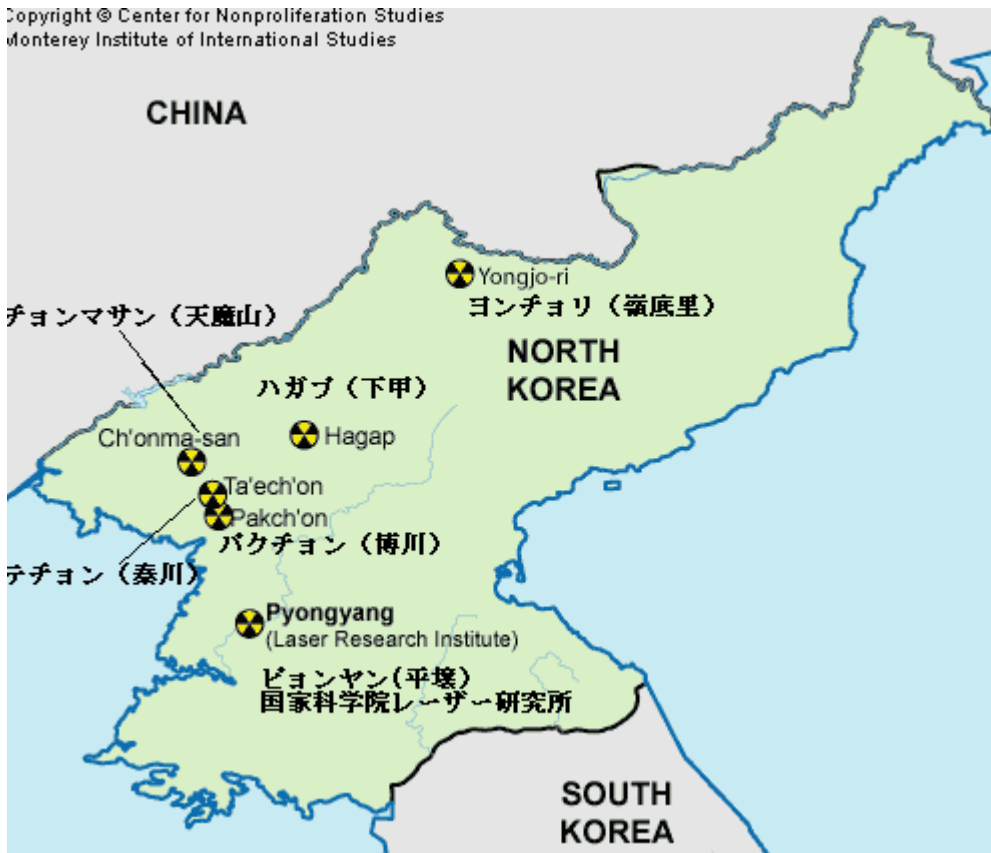 Copyright © Center for Nonproliferation Studies
Monterey Institute of International Studies
CHINA
Yongjo-ri
ヨンチョリ（嶺底里）
チョンマサン（天魔山）
NORTH
KOREA
ハガプ（下甲）
Ch'onma-san
Hagap
Ta'ech'on
Pakch'on
パクチョン（博川）
テチョン（泰川）
Pyongyang
(Laser Research Institute)
ピョンヤン(平壌)
国家科学院レーザー研究所
SOUTH
KOREA